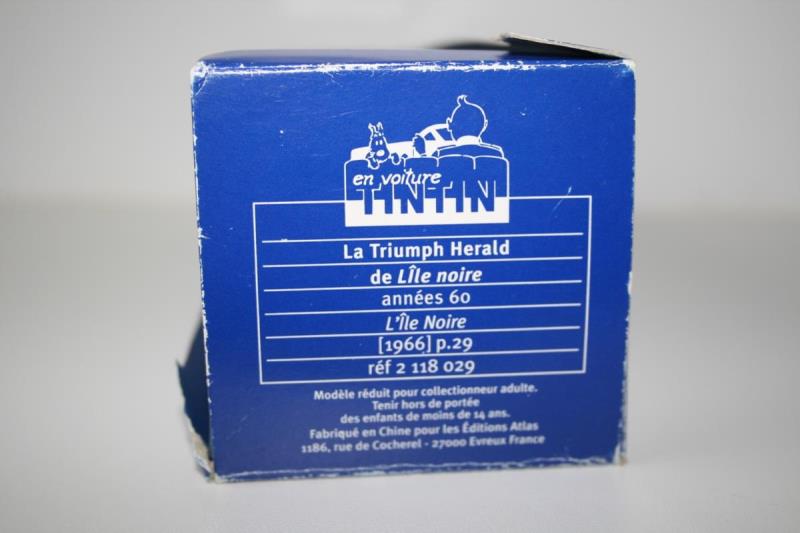 en voiture
TINTIN
La Triumph Herald
de LÎle noire
années 60
L'Île Noire
[1966] p.29
réf 2 118 029
Modèle réduit pour collectionneur adulte.
Tenir hors de portée
des enfants de moins de 14 ans.
Fabriqué en Chine pour les Éditions Atlas
1186, rue de Cocherel - 27000 Evreux France